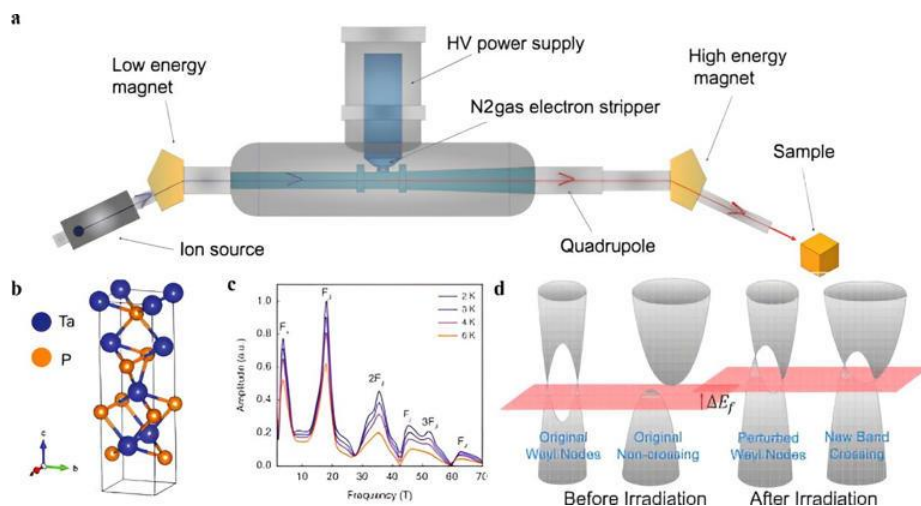 a
HV power supply
Low energy
magnet
N2gas electron stripper
High energy
magnet
Sample
Ion source
Quadrupole
b
Ta
P
c
a
b
c
Amplitude (a.u.)
1.0
0.8
0.6
0.4
0.2
0.0
2 K
3 K
4 K
6 K
2F
3F
0 10 20 30 40 50 60 70
Frequency (T)
d
ΔEf
Original
Weyl Nodes
Original
Non-crossing
Perturbed
Weyl Nodes
New Band
Crossing
Before Irradiation
After Irradiation